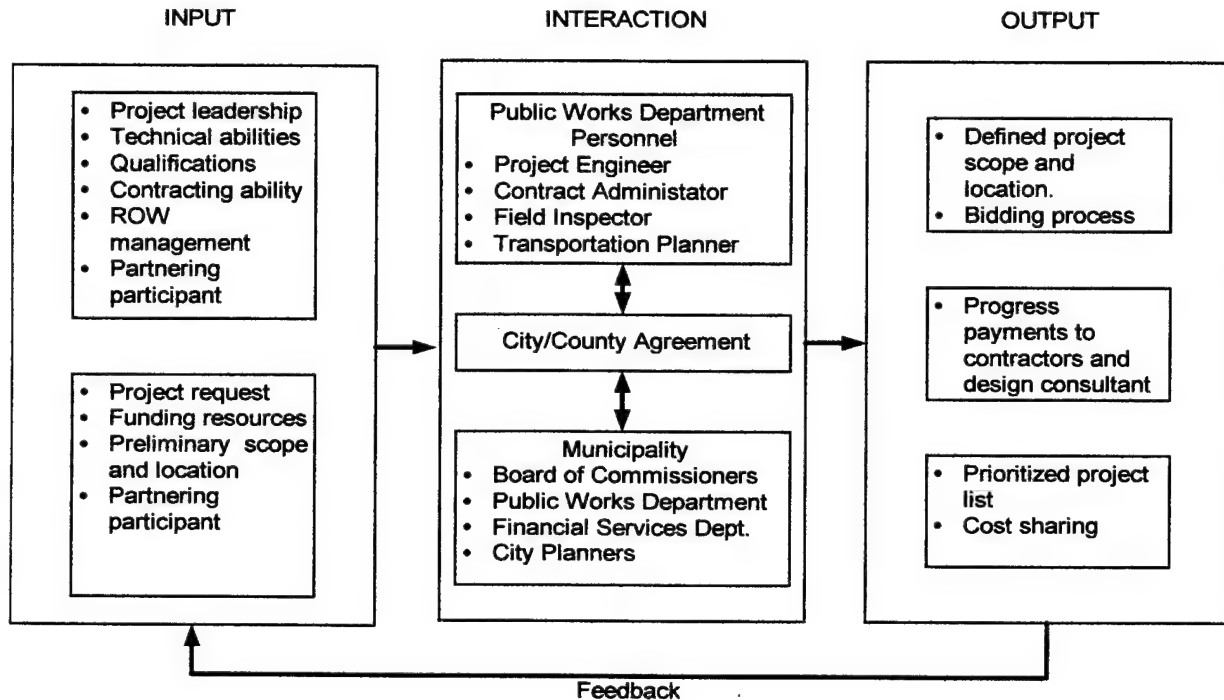 INPUT
INTERACTION
OUTPUT
• Project leadership
• Technical abilities
• Qualifications
• Contracting ability
• ROW
management
• Partnering
participant
• Project request
• Funding resources
• Preliminary scope
and location
• Partnering
participant
Public Works Department
Personnel
• Project Engineer
• Contract Administator
• Field Inspector
• Transportation Planner
City/County Agreement
Municipality
• Board of Commissioners
• Public Works Department
• Financial Services Dept.
• City Planners
• Defined project
scope and
location.
• Bidding process
• Progress
payments to
contractors and
design consultant
• Prioritized project
list
• Cost sharing
Feedback